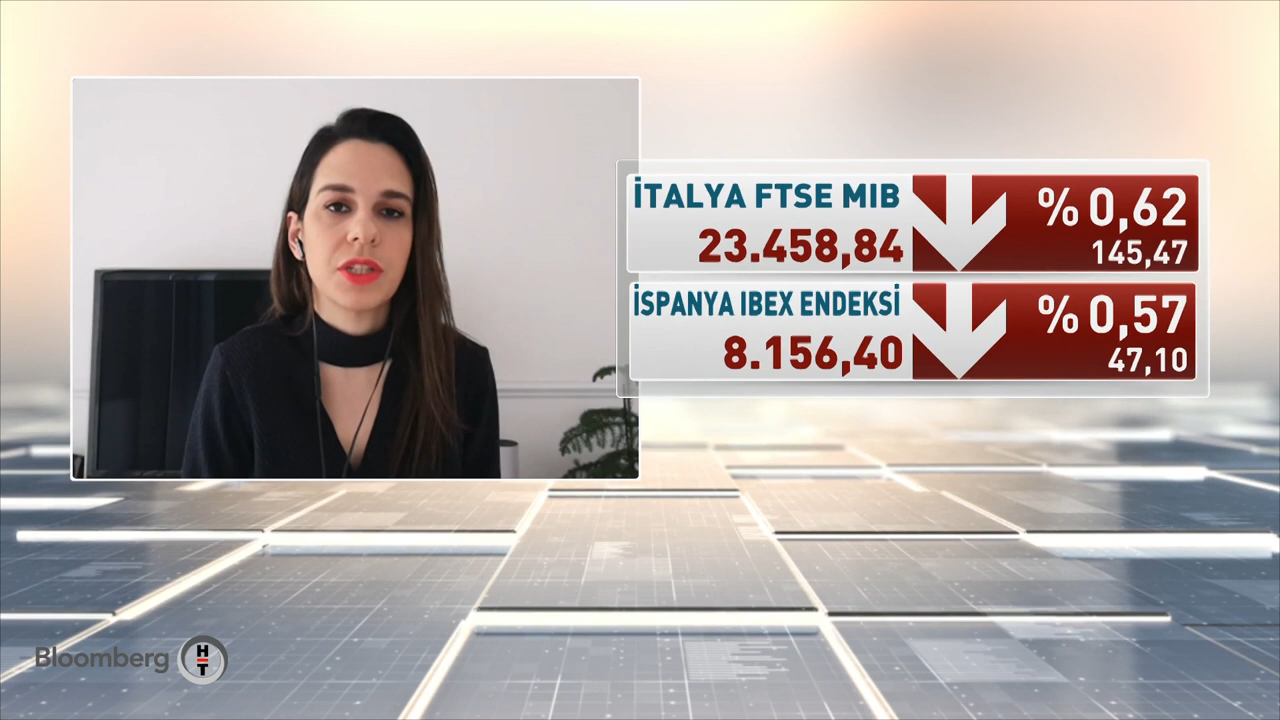 İTALYA FTSE MIB
23.458,84
% 0,62
145,47
İSPANYA IBEX ENDEKSİ
8.156,40
% 0,57
47,10
Bloomberg HT